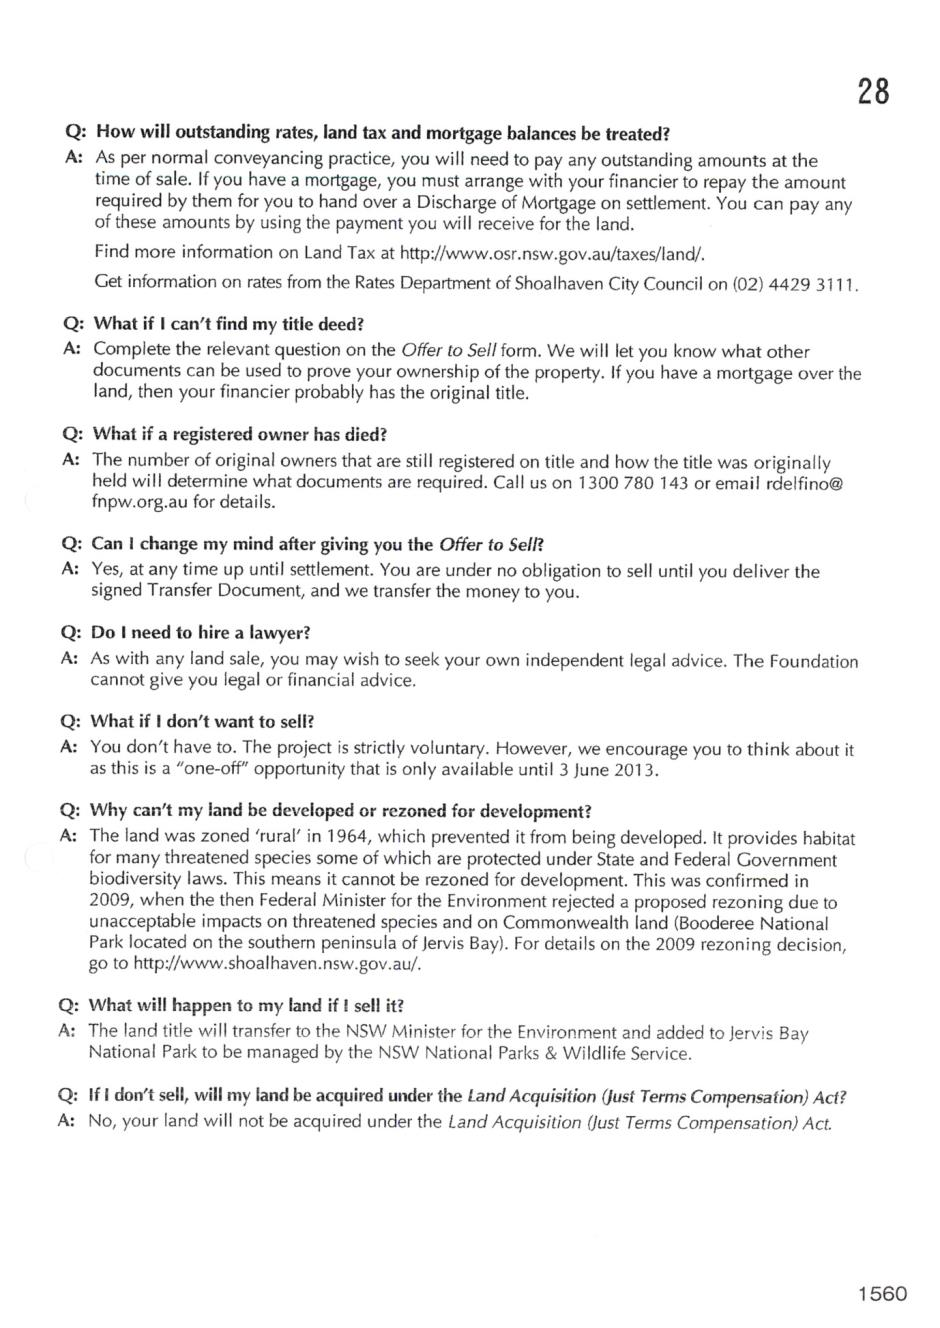 28
Q: How will outstanding rates, land tax and mortgage balances be treated?
A: As per normal conveyancing practice, you will need to pay any outstanding amounts at the
time of sale. If you have a mortgage, you must arrange with your financier to repay the amount
required by them for you to hand over a Discharge of Mortgage on settlement. You can pay any
of these amounts by using the payment you will receive for the land.
Find more information on Land Tax at http://www.osr.nsw.gov.au/taxes/land/.
Get information on rates from the Rates Department of Shoalhaven City Council on (02) 4429 3111.
Q: What if I can't find my title deed?
A: Complete the relevant question on the Offer to Sell form. We will let you know what other
documents can be used to prove your ownership of the property. If you have a mortgage over the
land, then your financier probably has the original title.
Q: What if a registered owner has died?
A: The number of original owners that are still registered on title and how the title was originally
held will determine what documents are required. Call us on 1300 780 143 or email rdelfino@
fnpw.org.au for details.
Q: Can I change my mind after giving you the Offer to Sell?
A: Yes, at any time up until settlement. You are under no obligation to sell until you deliver the
signed Transfer Document, and we transfer the money to you.
Q: Do I need to hire a lawyer?
A: As with any land sale, you may wish to seek your own independent legal advice. The Foundation
cannot give you legal or financial advice.
Q: What if I don't want to sell?
A: You don't have to. The project is strictly voluntary. However, we encourage you to think about it
as this is a "one-off" opportunity that is only available until 3 June 2013.
Q: Why can't my land be developed or rezoned for development?
A: The land was zoned 'rural' in 1964, which prevented it from being developed. It provides habitat
for many threatened species some of which are protected under State and Federal Government
biodiversity laws. This means it cannot be rezoned for development. This was confirmed in
2009, when the then Federal Minister for the Environment rejected a proposed rezoning due to
unacceptable impacts on threatened species and on Commonwealth land (Booderee National
Park located on the southern peninsula of Jervis Bay). For details on the 2009 rezoning decision,
go to http://www.shoalhaven.nsw.gov.au/.
Q: What will happen to my land if I sell it?
A: The land title will transfer to the NSW Minister for the Environment and added to Jervis Bay
National Park to be managed by the NSW National Parks & Wildlife Service.
Q: If I don't sell, will my land be acquired under the Land Acquisition (Just Terms Compensation) Act?
A: No, your land will not be acquired under the Land Acquisition (Just Terms Compensation) Act.
1560